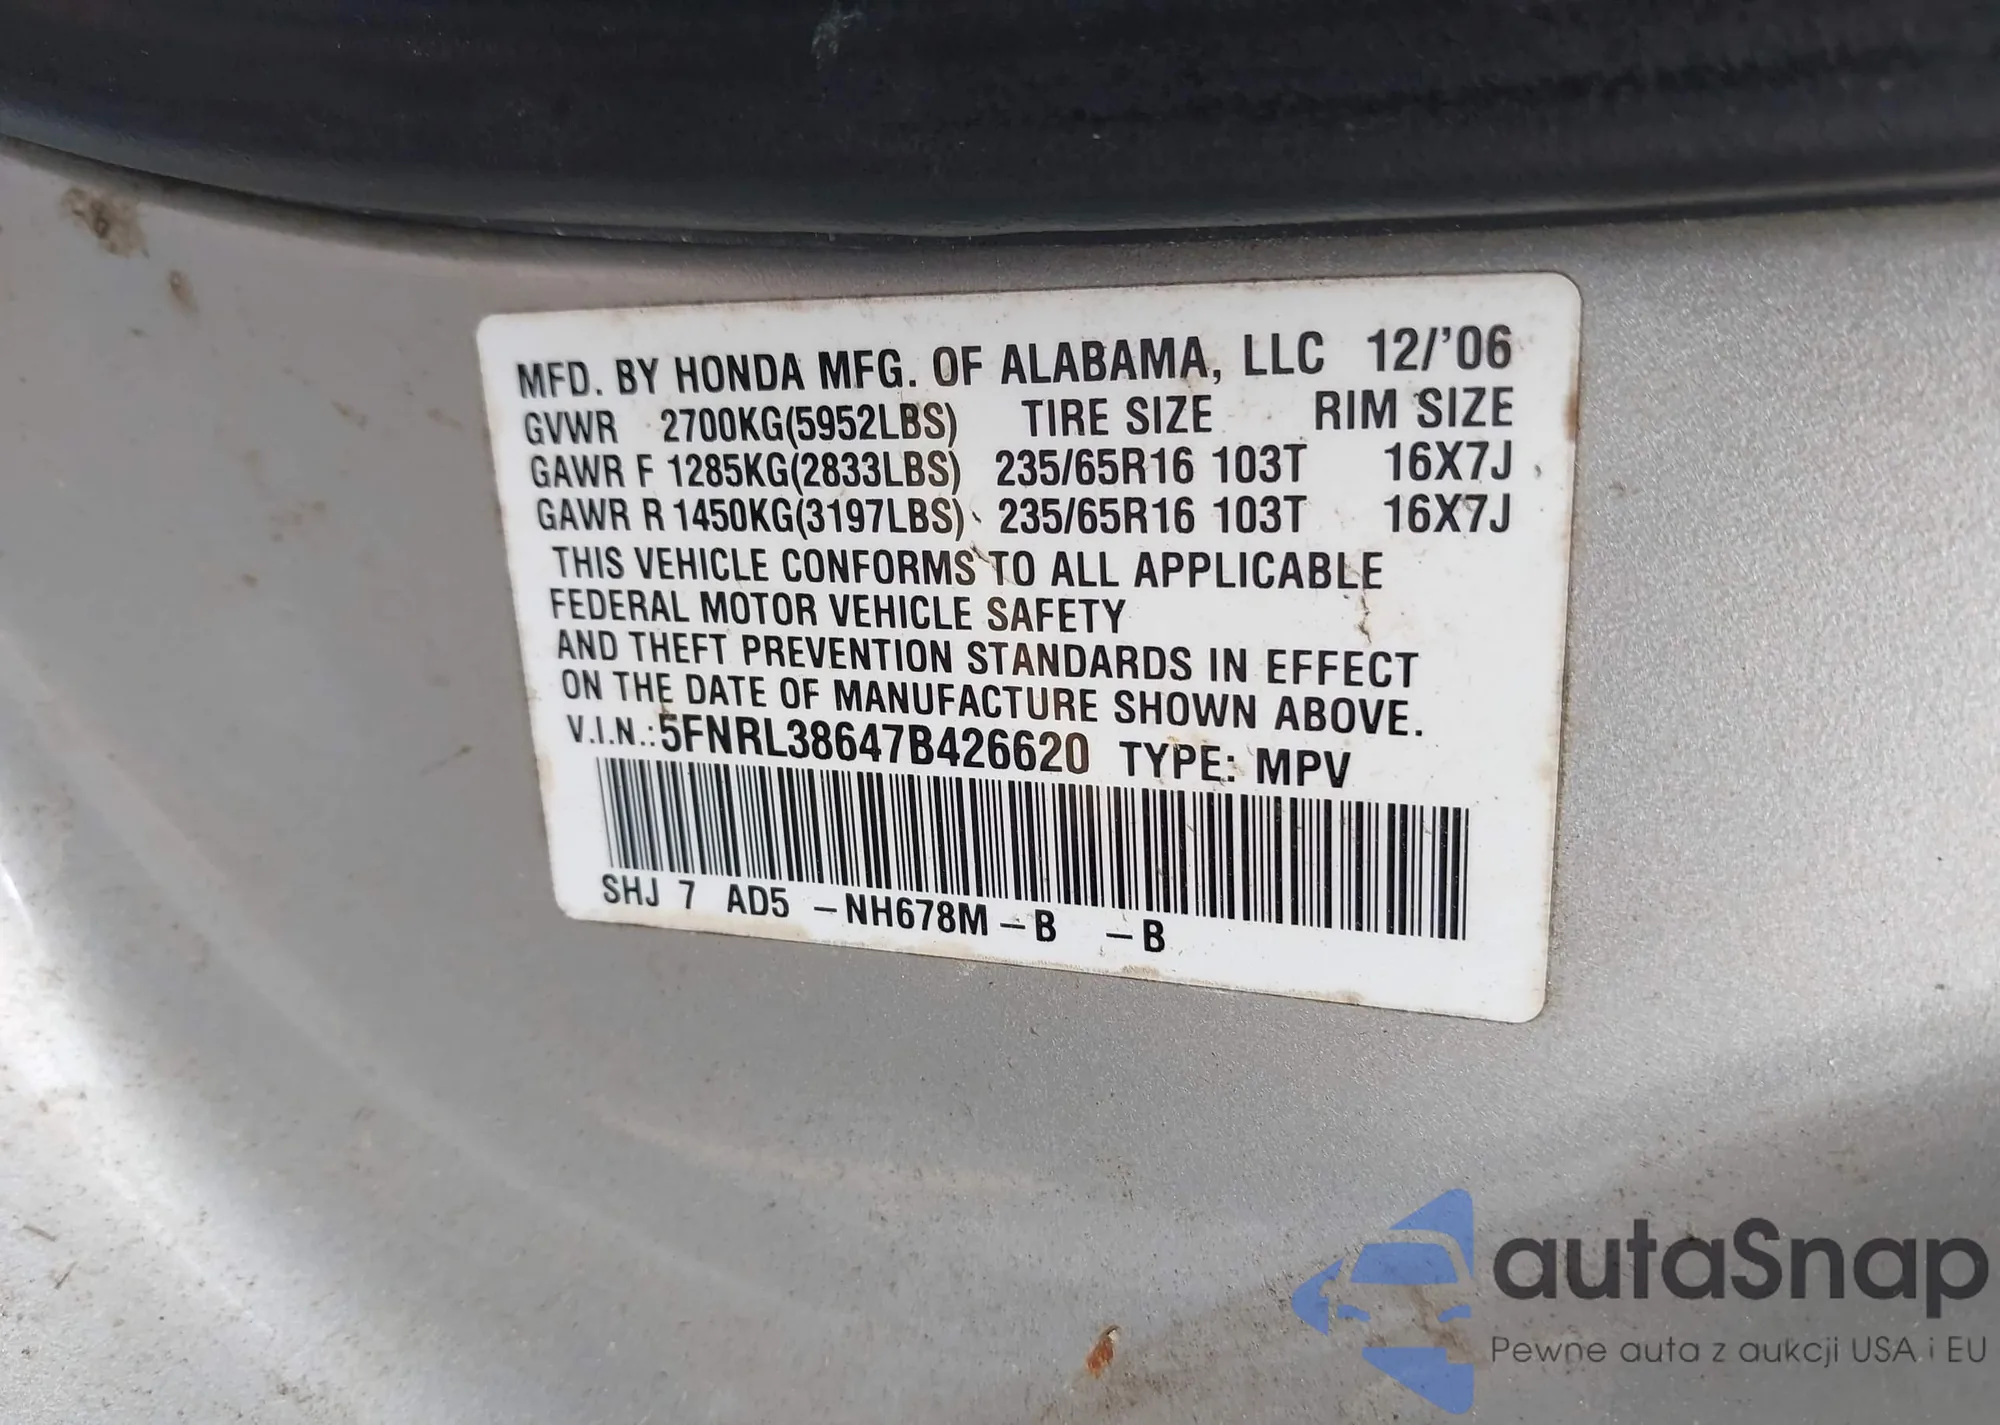 MFD. BY HONDA MFG. OF ALABAMA, LLC 12/'06
GVWR 2700KG(5952LBS) TIRE SIZE RIM SIZE
GAWR F 1285KG(2833LBS) 235/65R16 103T 16X7J
GAWR R 1450KG(3197LBS) 235/65R16 103T 16X7J
THIS VEHICLE CONFORMS TO ALL APPLICABLE
FEDERAL MOTOR VEHICLE SAFETY
AND THEFT PREVENTION STANDARDS IN EFFECT
ON THE DATE OF MANUFACTURE SHOWN ABOVE.
V.I.N.:5FNRL38647B426620 TYPE: MPV
SHJ 7 AD5 –NH678M –B –B
autaSnap
Pewne auta z aukcji USA i EU